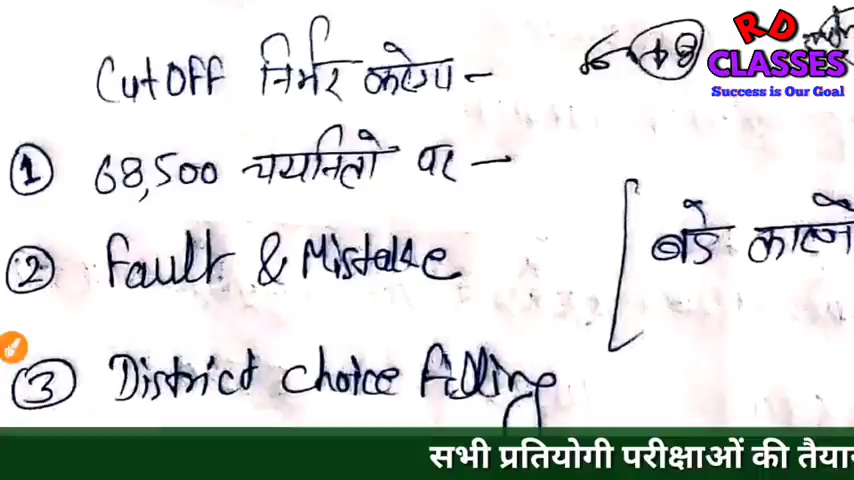 CutOFF निर्भर करेगा -
RD
CLASSES
Success is Our Goal
① 68,500 चयनितो पर -
② Fault & Mistake
बडे
③ District choice filling
सभी प्रतियोगी परीक्षाओं की तैया